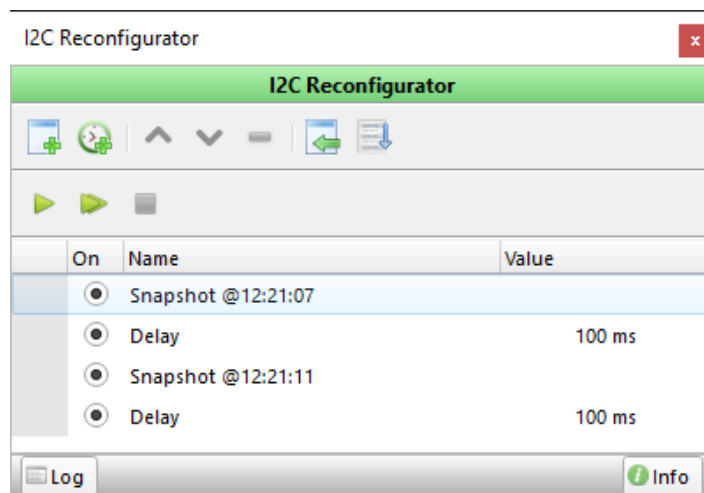 I2C Reconfigurator
x
I2C Reconfigurator
On Name Value
Snapshot @12:21:07
Delay 100 ms
Snapshot @12:21:11
Delay 100 ms
Log Info